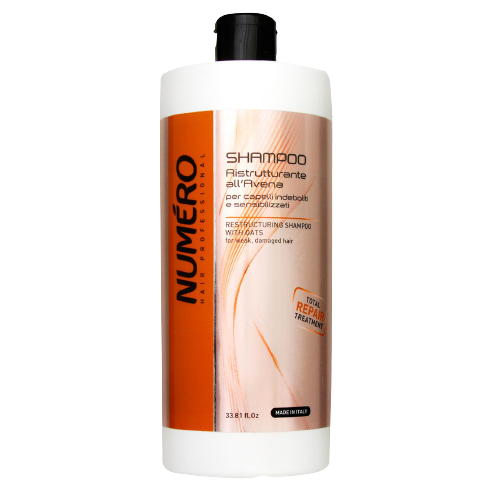 NUMÉRO
HAIR PROFESSIONAL
SHAMPOO
Ristrutturante
all'Avena
per capelli indeboliti
e sensibilizzati
RESTRUCTURING SHAMPOO
WITH OATS
for weak, damaged hair
TOTAL
REPAIR
TREATMENT
33.81 fl.Oz
MADE IN ITALY